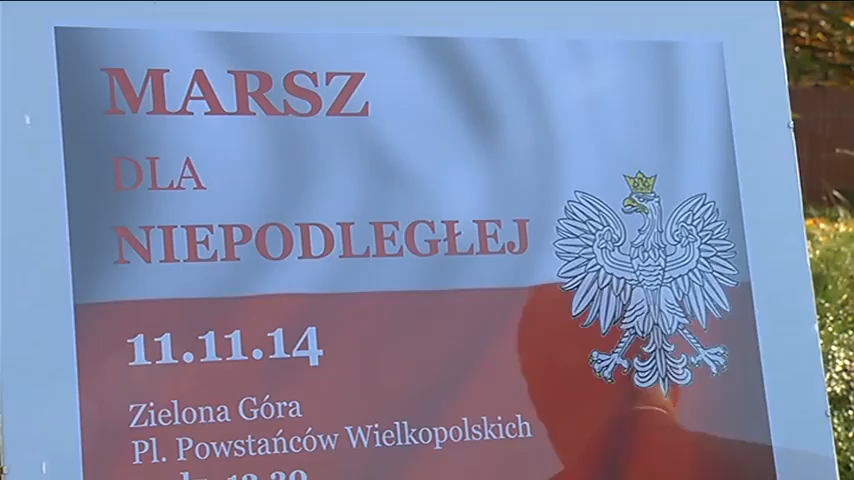 MARSZ
DLA
NIEPODLEGŁEJ
11.11.14
Zielona Góra
Pl. Powstańców Wielkopolskich